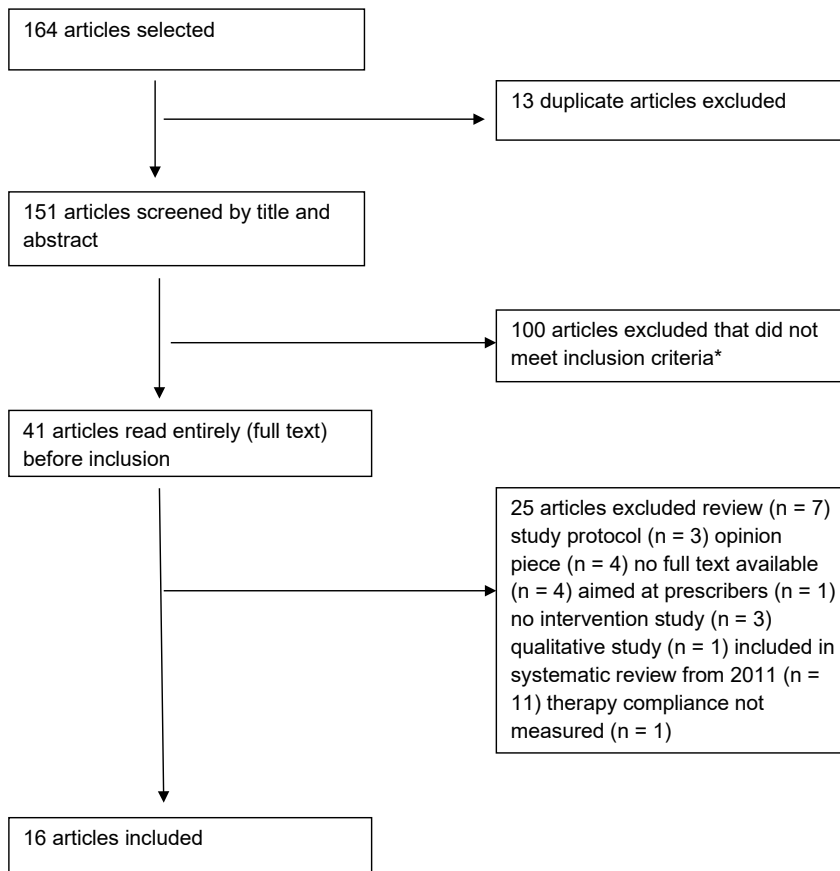 164 articles selected
13 duplicate articles excluded
151 articles screened by title and
abstract
100 articles excluded that did not
meet inclusion criteria*
41 articles read entirely (full text)
before inclusion
25 articles excluded review (n = 7)
study protocol (n = 3) opinion
piece (n = 4) no full text available
(n = 4) aimed at prescribers (n = 1)
no intervention study (n = 3)
qualitative study (n = 1) included in
systematic review from 2011 (n =
11) therapy compliance not
measured (n = 1)
16 articles included